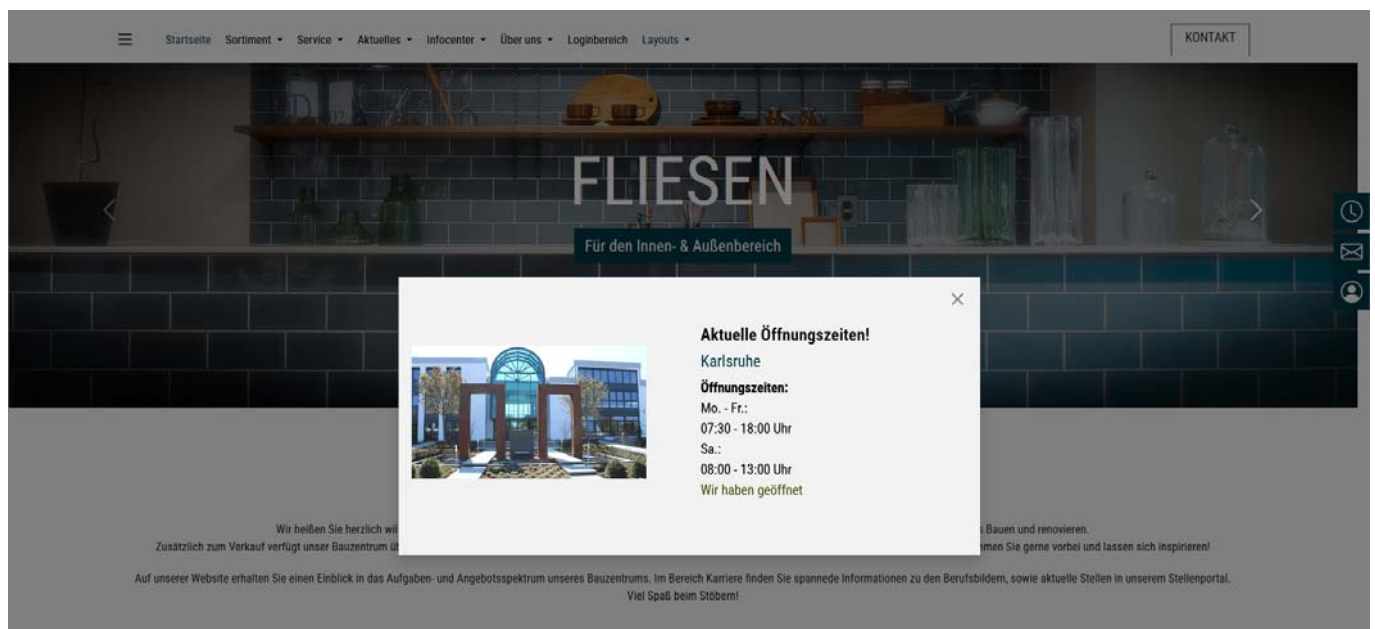 Startseite Sortiment Service Aktuelles Infocenter Über uns Loginbereich Layouts KONTAKT
FLIESEN
Für den Innen- & Außenbereich
Aktuelle Öffnungszeiten!
Karlsruhe
Öffnungszeiten:
Mo. - Fr.:
07:30 - 18:00 Uhr
Sa.:
08:00 - 13:00 Uhr
Wir haben geöffnet
Wir heißen Sie herzlich wil s Bauen und renovieren.
Zusätzlich zum Verkauf verfügt unser Bauzentrum ü men Sie gerne vorbei und lassen sich inspirieren!
Auf unserer Website erhalten Sie einen Einblick in das Aufgaben- und Angebotsspektrum unseres Bauzentrums. Im Bereich Karriere finden Sie spannede Informationen zu den Berufsbildern, sowie aktuelle Stellen in unserem Stellenportal.
Viel Spaß beim Stöbern!